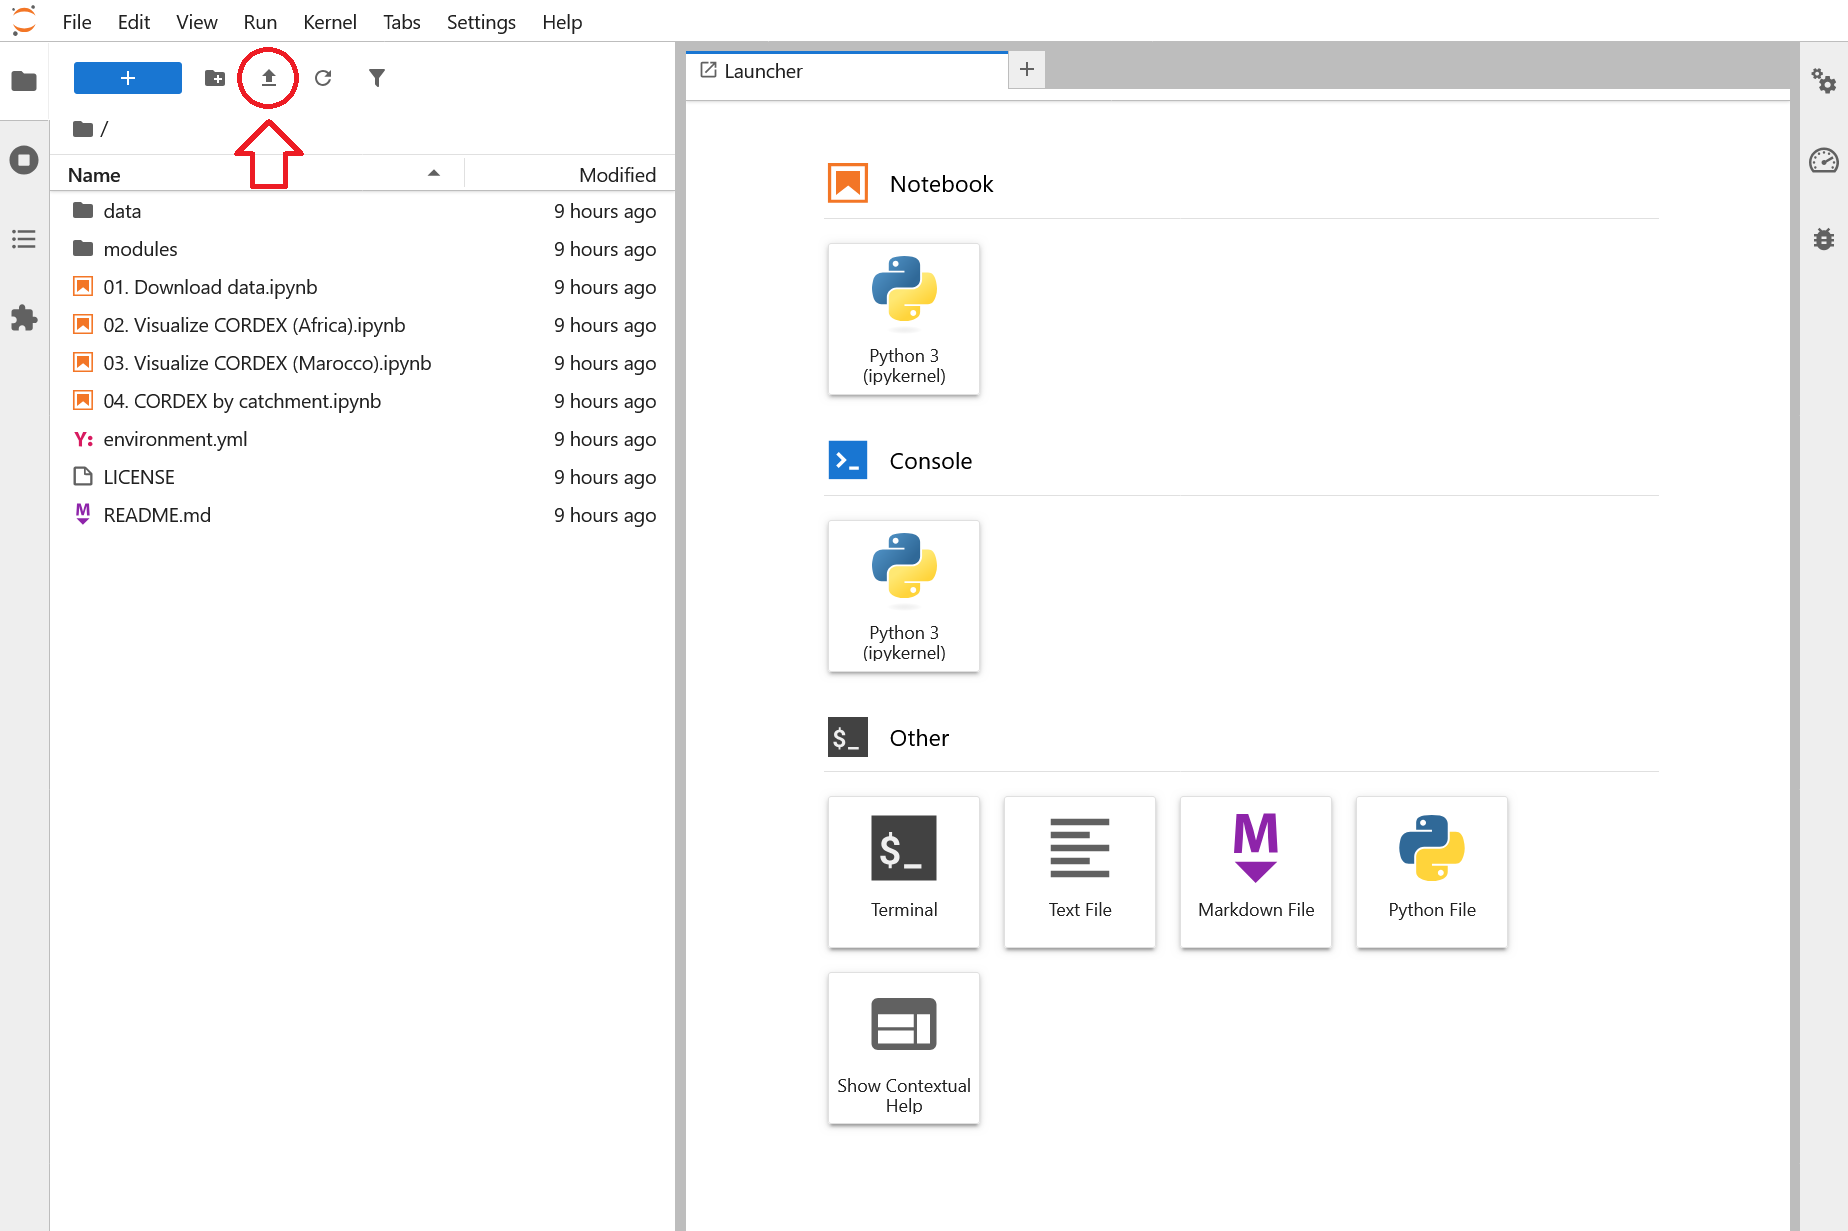 File Edit View Run Kernel Tabs Settings Help
Launcher
/
Name Modified
data 9 hours ago
modules 9 hours ago
01. Download data.ipynb 9 hours ago
02. Visualize CORDEX (Africa).ipynb 9 hours ago
03. Visualize CORDEX (Marocco).ipynb 9 hours ago
04. CORDEX by catchment.ipynb 9 hours ago
Y: environment.yml 9 hours ago
LICENSE 9 hours ago
M README.md 9 hours ago
Notebook
Python 3
(ipykernel)
>_ Console
Python 3
(ipykernel)
$_ Other
$_
Terminal
Text File
M
Markdown File
Python File
Show Contextual
Help